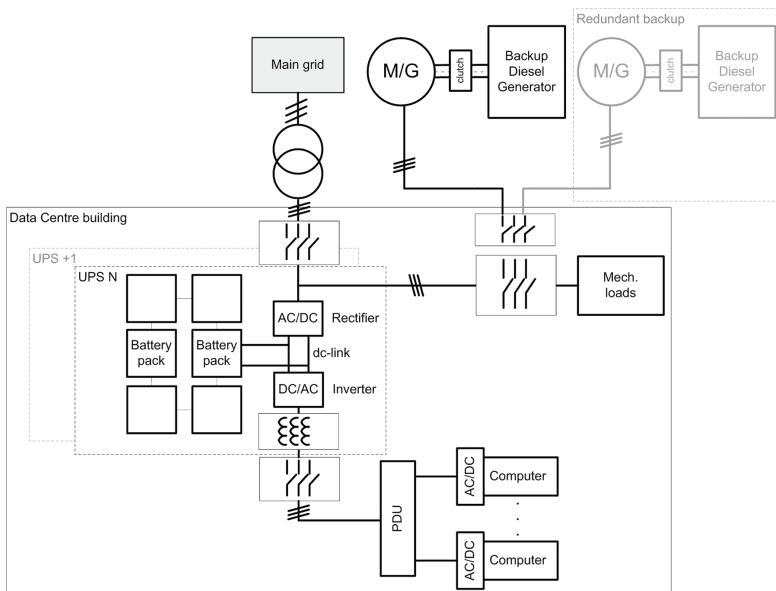 Redundant backup
Main grid
M/G
clutch
Backup
Diesel
Generator
M/G
clutch
Backup
Diesel
Generator
Data Centre building
UPS +1
UPS N
Battery
pack
Battery
pack
AC/DC
Rectifier
dc-link
DC/AC
Inverter
Mech.
loads
PDU
AC/DC
Computer
AC/DC
Computer